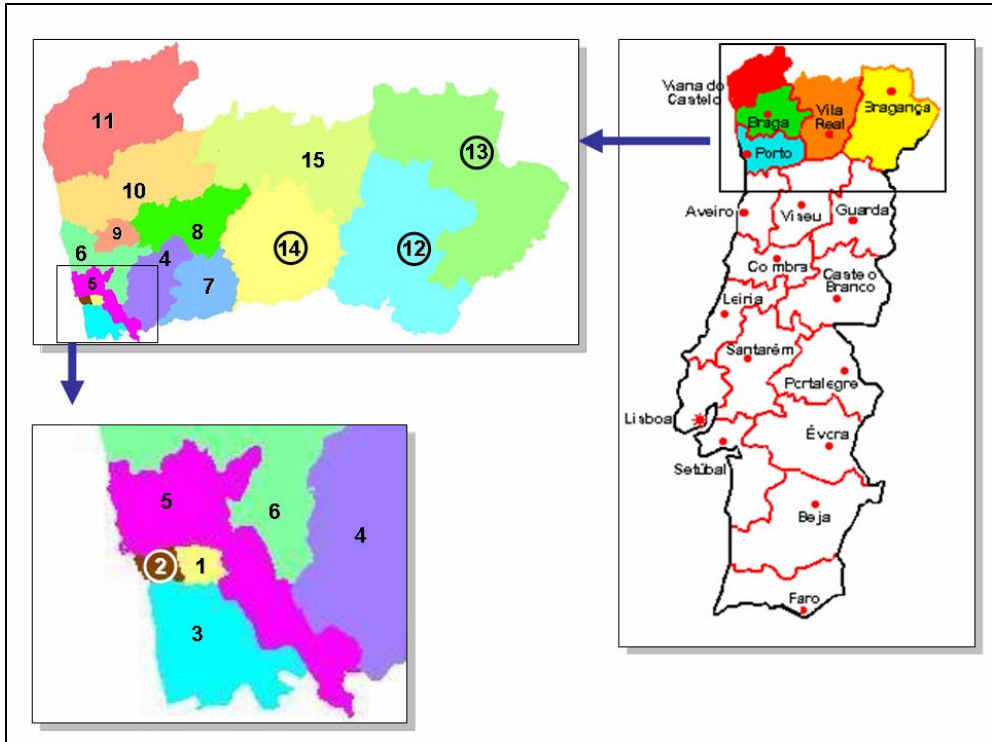 11
15
13
10
9
8
6
4
14
12
5
7
Viana do
Castelo
Braga
Vila
Real
Bragança
Porto
Aveiro
Viseu
Guarda
Coimbra
Castelo
Branco
Leiria
Santarém
Portalegre
Lisboa
Évora
Setúbal
Beja
Faro
5
6
4
2
1
3